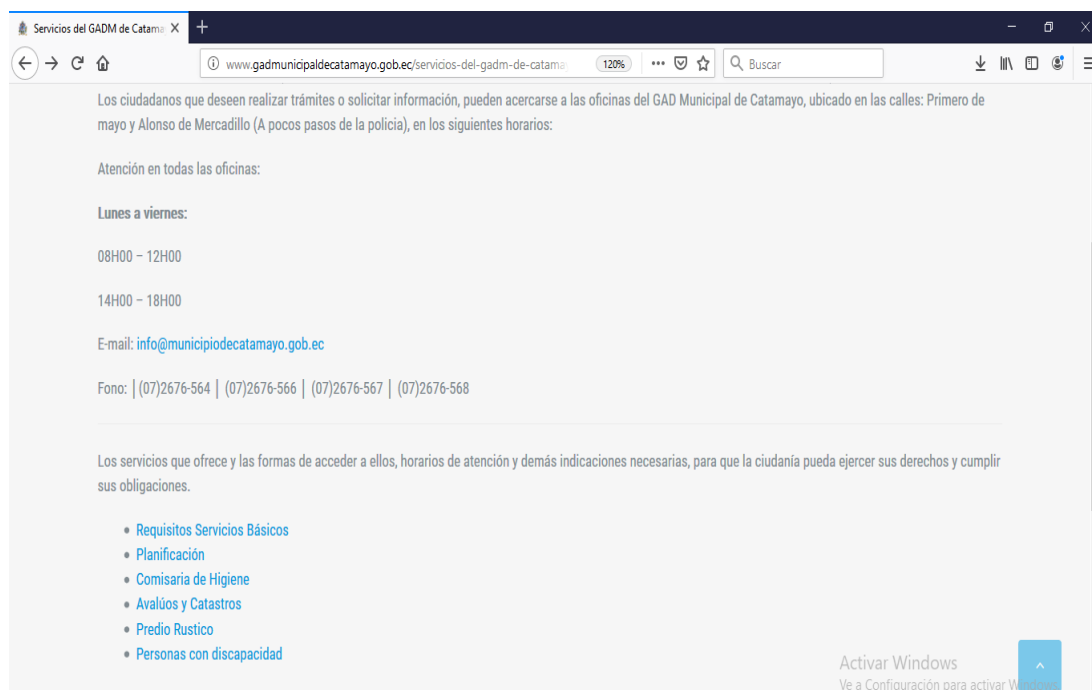 Servicios del GADM de Catama
www.gadmunicipaldecatamayo.gob.ec/servicios-del-gadm-de-catama
120%
Buscar
Los ciudadanos que deseen realizar trámites o solicitar información, pueden acercarse a las oficinas del GAD Municipal de Catamayo, ubicado en las calles: Primero de
mayo y Alonso de Mercadillo (A pocos pasos de la policia), en los siguientes horarios:
Atención en todas las oficinas:
Lunes a viernes:
08H00 – 12H00
14H00 – 18H00
E-mail: info@municipiodecatamayo.gob.ec
Fono: | (07)2676-564 | (07)2676-566 | (07)2676-567 | (07)2676-568
Los servicios que ofrece y las formas de acceder a ellos, horarios de atención y demás indicaciones necesarias, para que la ciudanía pueda ejercer sus derechos y cumplir
sus obligaciones.
• Requisitos Servicios Básicos
• Planificación
• Comisaria de Higiene
• Avalúos y Catastros
• Predio Rustico
• Personas con discapacidad
Activar Windows
Ve a Configuración para activar Windows.